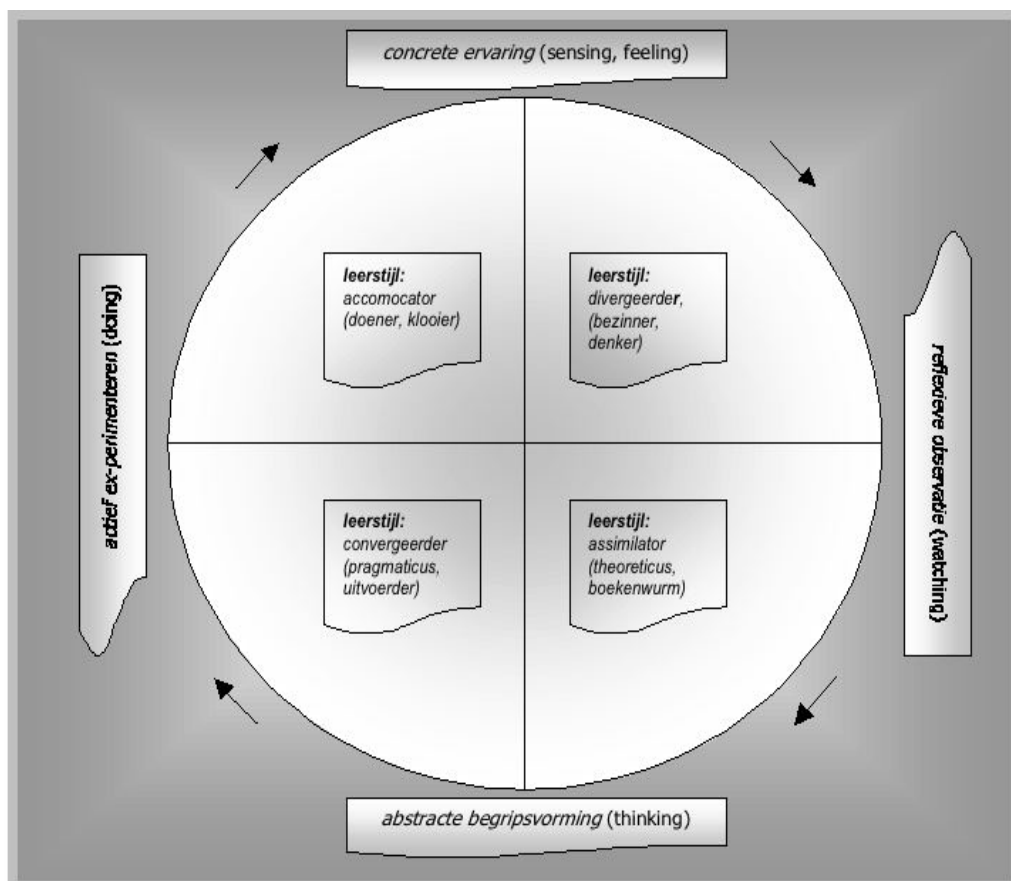 concrete ervaring (sensing, feeling)
leerstijl:
accomocator
(doener, klooier)
leerstijl:
divergeerder,
(bezinner,
denker)
actief ex-perimenteren (doing)
reflexieve observatie (watching)
leerstijl:
convergeerder
(pragmaticus,
uitvoerder)
leerstijl:
assimilator
(theoreticus,
boekenwurm)
abstracte begripsvorming (thinking)